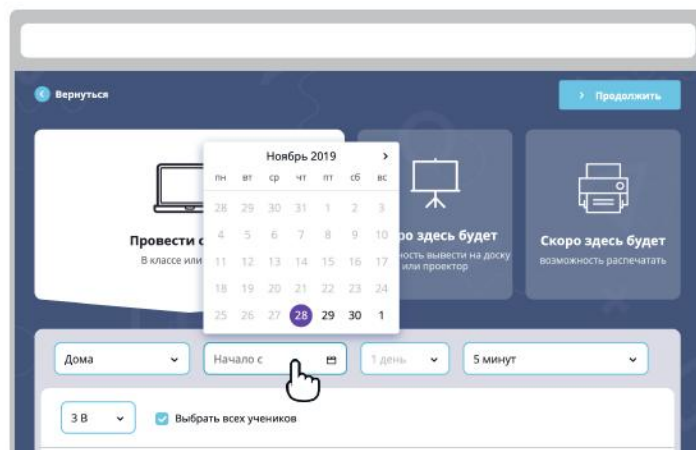 Вернуться
Продолжить
Ноябрь 2019
пн вт ср чт пт сб вс
28 29 30 31 1 2 3
4 5 6 7 8 9 10
11 12 13 14 15 16 17
18 19 20 21 22 23 24
25 26 27 28 29 30 1
Провести
В классе или
здесь будет
вывести на доску
или проектор
Скоро здесь будет
возможность распечатать
Дома
Начало с
1 день
5 минут
3 В
Выбрать всех учеников